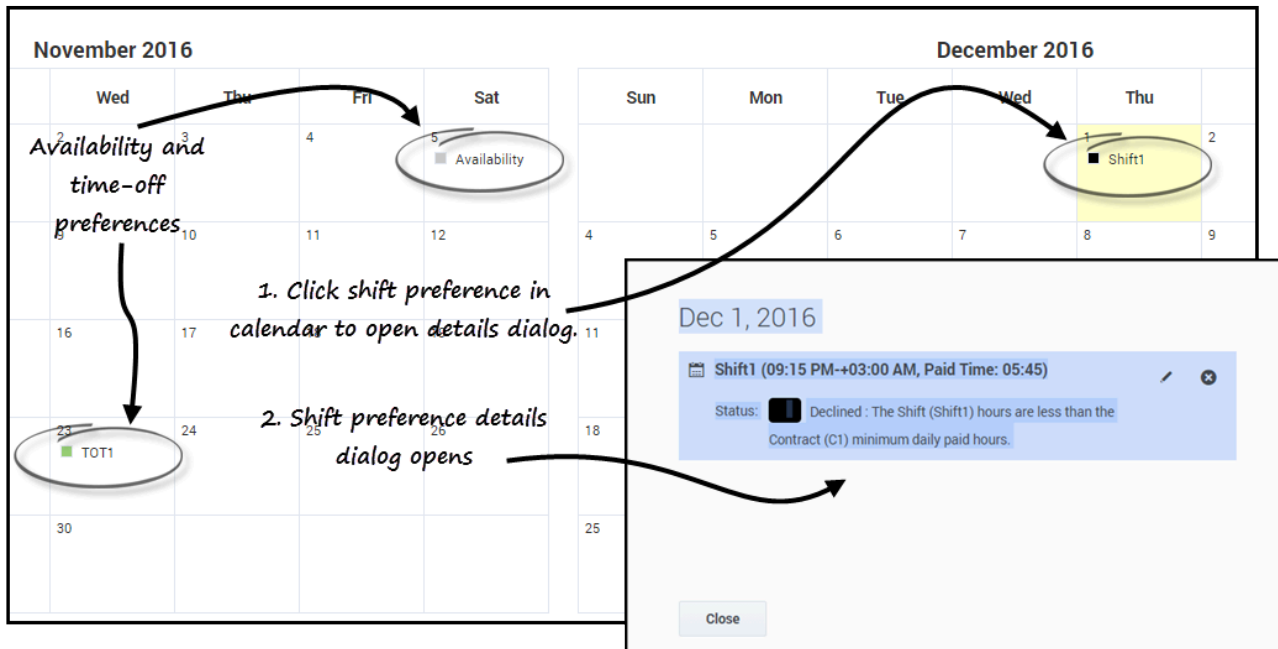 November 2016
December 2016
Wed Thu Fri Sat
Sun Mon Tue Wed Thu
2 3 4 5
1 2
Availability and
time-off
preferences
Availability
Shift1
9 10 11 12
4 5 6 7 8 9
1. Click shift preference in
calendar to open details dialog.
16 17 18 19
11
Dec 1, 2016
Shift1 (09:15 PM-+03:00 AM, Paid Time: 05:45)
Status: Declined : The Shift (Shift1) hours are less than the
Contract (C1) minimum daily paid hours.
2. Shift preference details
dialog opens
23 24 25 26
18
TOT1
30
25
Close